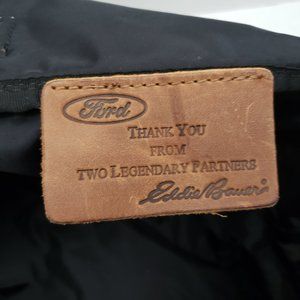 Ford
THANK YOU
FROM
TWO LEGENDARY PARTNERS
Eddie Bauer